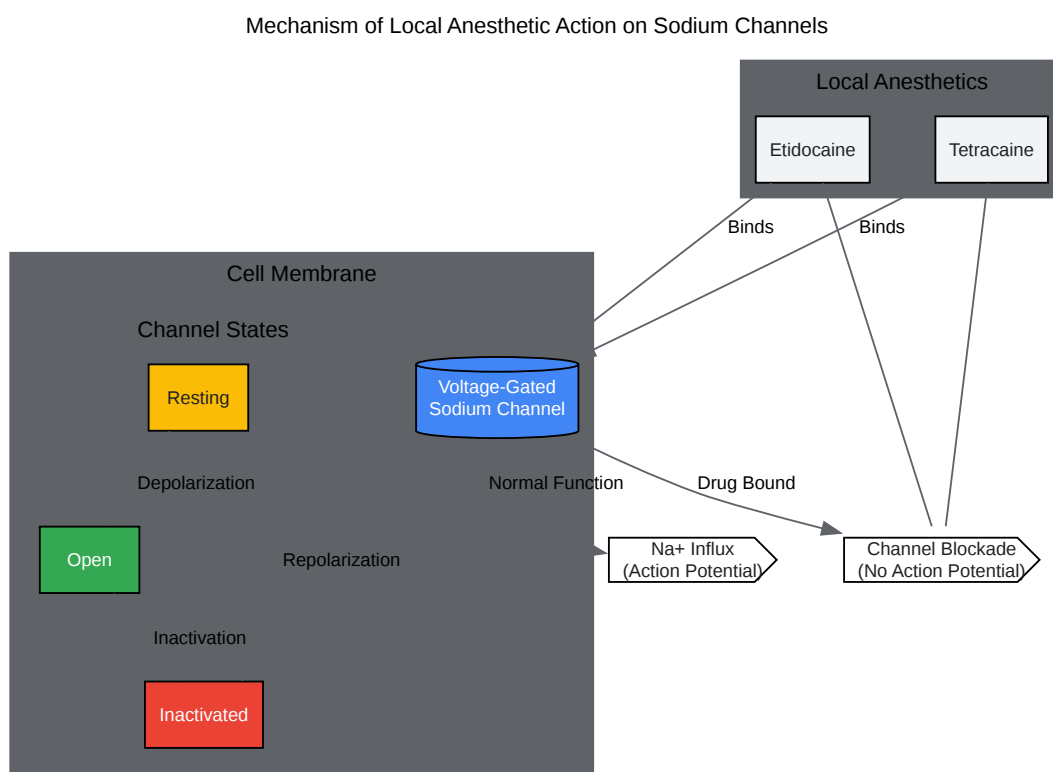 Mechanism of Local Anesthetic Action on Sodium Channels
Local Anesthetics
Etidocaine
Tetracaine
Binds
Binds
Cell Membrane
Channel States
Resting
Voltage-Gated
Sodium Channel
Depolarization
Normal Function
Drug Bound
Open
Repolarization
Na+ Influx
(Action Potential)
Channel Blockade
(No Action Potential)
Inactivation
Inactivated